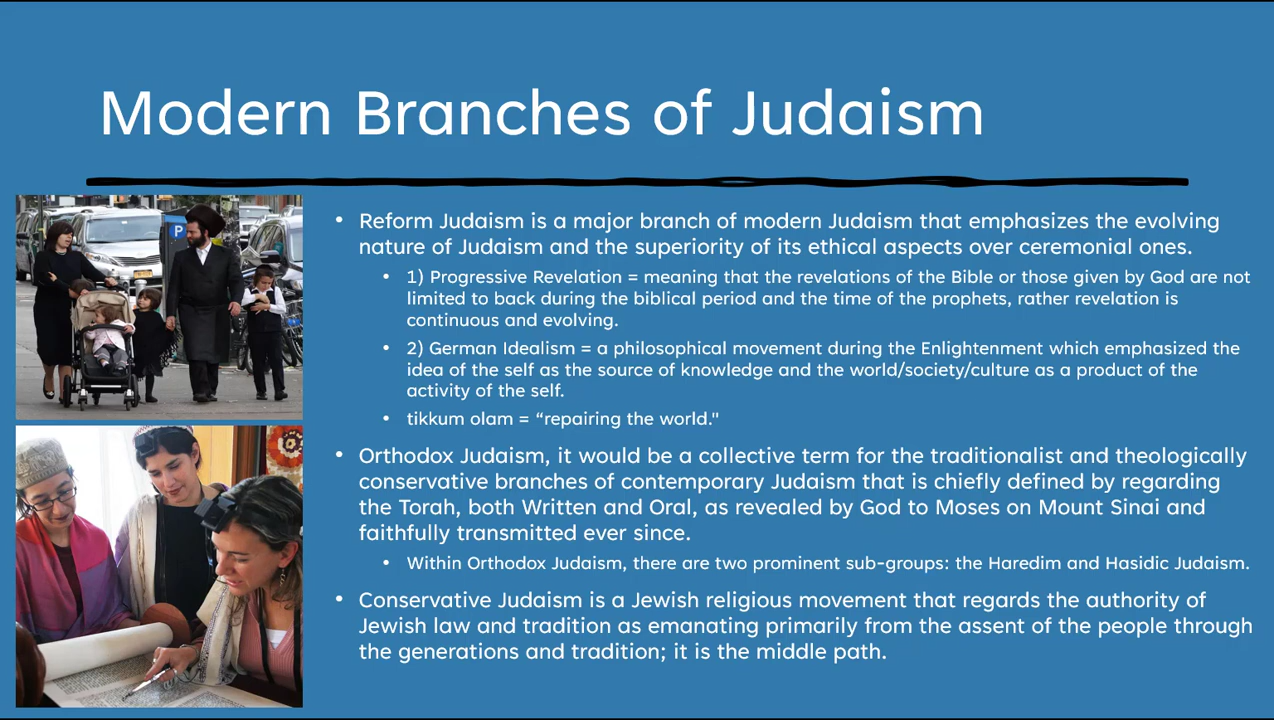 Modern Branches of Judaism
P
• Reform Judaism is a major branch of modern Judaism that emphasizes the evolving
nature of Judaism and the superiority of its ethical aspects over ceremonial ones.
• 1) Progressive Revelation = meaning that the revelations of the Bible or those given by God are not
limited to back during the biblical period and the time of the prophets, rather revelation is
continuous and evolving.
• 2) German Idealism = a philosophical movement during the Enlightenment which emphasized the
idea of the self as the source of knowledge and the world/society/culture as a product of the
activity of the self.
• tikkum olam = “repairing the world."
• Orthodox Judaism, it would be a collective term for the traditionalist and theologically
conservative branches of contemporary Judaism that is chiefly defined by regarding
the Torah, both Written and Oral, as revealed by God to Moses on Mount Sinai and
faithfully transmitted ever since.
• Within Orthodox Judaism, there are two prominent sub-groups: the Haredim and Hasidic Judaism.
• Conservative Judaism is a Jewish religious movement that regards the authority of
Jewish law and tradition as emanating primarily from the assent of the people through
the generations and tradition; it is the middle path.